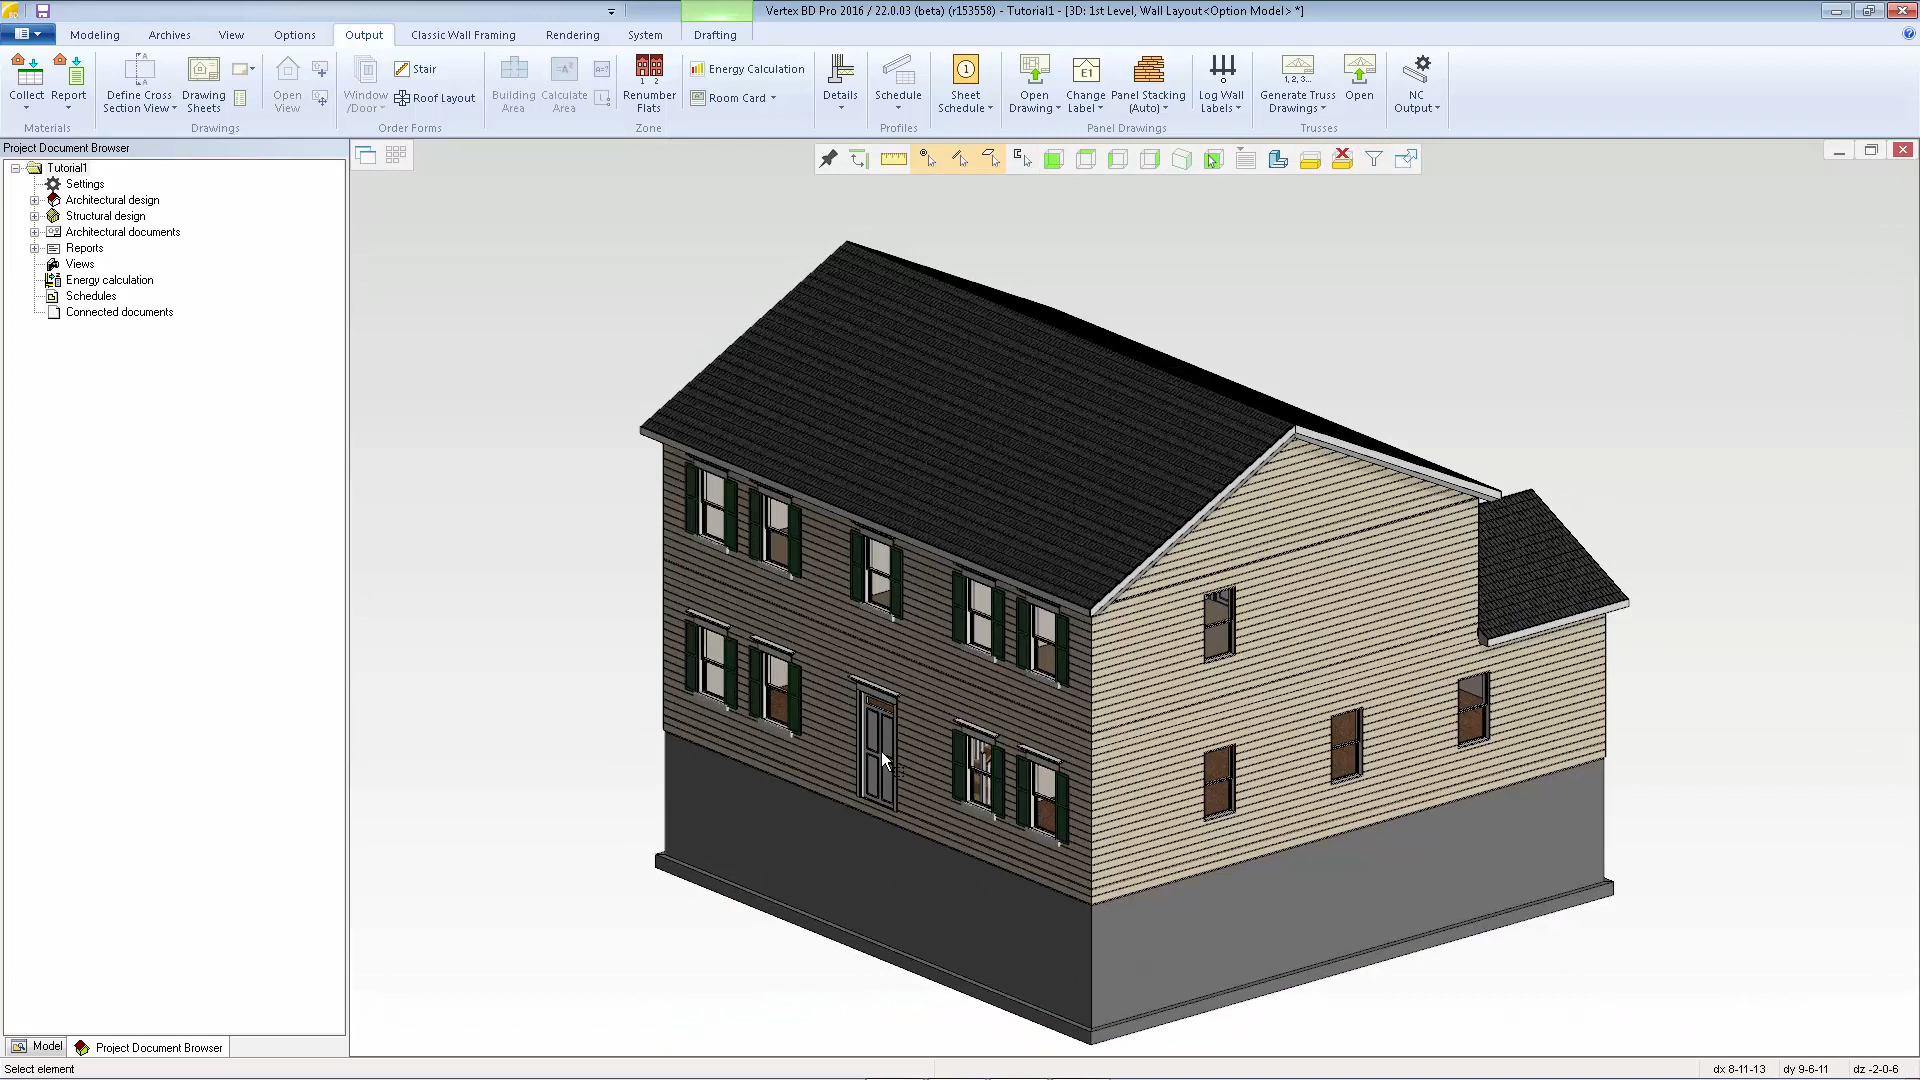 Vertex BD Pro 2016 / 22.0.03 (beta) (r153558) - Tutorial1 - [3D: 1st Level, Wall Layout<Option Model> *]
Modeling Archives View Options Output Classic Wall Framing Rendering System Drafting
Collect
Report
Materials
Define Cross
Section View
Drawing
Sheets
Drawings
Open
View
Window
/Door
Stair
Roof Layout
Order Forms
Building
Area
Calculate
Area
Renumber
Flats
Energy Calculation
Room Card
Zone
Details
Schedule
Profiles
Sheet
Schedule
Open
Drawing
E1
Change
Label
Panel Stacking
(Auto)
Log Wall
Labels
Panel Drawings
1, 2, 3...
Generate Truss
Drawings
Open
Trusses
NC
Output
Project Document Browser
Tutorial1
Settings
Architectural design
Structural design
Architectural documents
Reports
Views
Energy calculation
Schedules
Connected documents
Model
Project Document Browser
Select element
dx 8-11-13 dy 9-6-11 dz -2-0-6